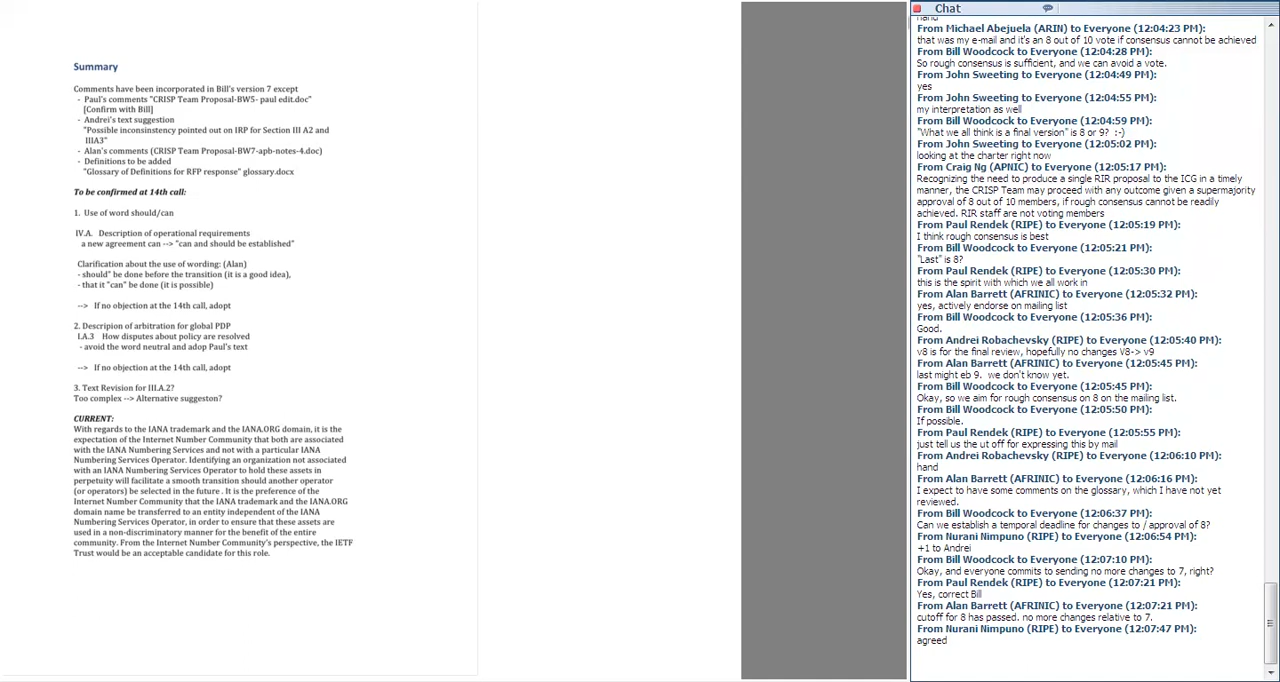 Summary
Comments have been incorporated in Bill's version 7 except
- Paul's comments "CRISP Team Proposal-BW5- paul edit.doc"
[Confirm with Bill]
- Andrei's text suggestion
"Possible inconsinstency pointed out on IRP for Section III A2 and
IIIA3"
- Alan's comments (CRISP Team Proposal-BW7-apb-notes-4.doc)
- Definitions to be added
"Glossary of Definitions for RFP response" glossary.docx
To be confirmed at 14th call:
1. Use of word should/can
IV.A. Description of operational requirements
a new agreement can --> "can and should be established"
Clarification about the use of wording: (Alan)
- should" be done before the transition (it is a good idea),
- that it "can" be done (it is possible)
--> If no objection at the 14th call, adopt
2. Descripion of arbitration for global PDP
I.A.3 How disputes about policy are resolved
- avoid the word neutral and adop Paul's text
--> If no objection at the 14th call, adopt
3. Text Revision for III.A.2?
Too complex --> Alternative suggeston?
CURRENT:
With regards to the IANA trademark and the IANA.ORG domain, it is the
expectation of the Internet Number Community that both are associated
with the IANA Numbering Services and not with a particular IANA
Numbering Services Operator. Identifying an organization not associated
with an IANA Numbering Services Operator to hold these assets in
perpetuity will facilitate a smooth transition should another operator
(or operators) be selected in the future . It is the preference of the
Internet Number Community that the IANA trademark and the IANA.ORG
domain name be transferred to an entity independent of the IANA
Numbering Services Operator, in order to ensure that these assets are
used in a non-discriminatory manner for the benefit of the entire
community. From the Internet Number Community's perspective, the IETF
Trust would be an acceptable candidate for this role.
Chat
hand
From Michael Abejuela (ARIN) to Everyone (12:04:23 PM):
that was my e-mail and it's an 8 out of 10 vote if consensus cannot be achieved
From Bill Woodcock to Everyone (12:04:28 PM):
So rough consensus is sufficient, and we can avoid a vote.
From John Sweeting to Everyone (12:04:49 PM):
yes
From John Sweeting to Everyone (12:04:55 PM):
my interpretation as well
From Bill Woodcock to Everyone (12:04:59 PM):
"What we all think is a final version" is 8 or 9? :-)
From John Sweeting to Everyone (12:05:02 PM):
looking at the charter right now
From Craig Ng (APNIC) to Everyone (12:05:17 PM):
Recognizing the need to produce a single RIR proposal to the ICG in a timely
manner, the CRISP Team may proceed with any outcome given a supermajority
approval of 8 out of 10 members, if rough consensus cannot be readily
achieved. RIR staff are not voting members
From Paul Rendek (RIPE) to Everyone (12:05:19 PM):
I think rough consensus is best
From Bill Woodcock to Everyone (12:05:21 PM):
"Last" is 8?
From Paul Rendek (RIPE) to Everyone (12:05:30 PM):
this is the spirit with which we all work in
From Alan Barrett (AFRINIC) to Everyone (12:05:32 PM):
yes, actively endorse on mailing list
From Bill Woodcock to Everyone (12:05:36 PM):
Good.
From Andrei Robachevsky (RIPE) to Everyone (12:05:40 PM):
v8 is for the final review, hopefully no changes V8-> v9
From Alan Barrett (AFRINIC) to Everyone (12:05:45 PM):
last might eb 9. we don't know yet.
From Bill Woodcock to Everyone (12:05:45 PM):
Okay, so we aim for rough consensus on 8 on the mailing list.
From Bill Woodcock to Everyone (12:05:50 PM):
If possible.
From Paul Rendek (RIPE) to Everyone (12:05:55 PM):
just tell us the ut off for expressing this by mail
From Andrei Robachevsky (RIPE) to Everyone (12:06:10 PM):
hand
From Alan Barrett (AFRINIC) to Everyone (12:06:16 PM):
I expect to have some comments on the glossary, which I have not yet
reviewed.
From Bill Woodcock to Everyone (12:06:37 PM):
Can we establish a temporal deadline for changes to / approval of 8?
From Nurani Nimpuno (RIPE) to Everyone (12:06:54 PM):
+1 to Andrei
From Bill Woodcock to Everyone (12:07:10 PM):
Okay, and everyone commits to sending no more changes to 7, right?
From Paul Rendek (RIPE) to Everyone (12:07:21 PM):
Yes, correct Bill
From Alan Barrett (AFRINIC) to Everyone (12:07:21 PM):
cutoff for 8 has passed. no more changes relative to 7.
From Nurani Nimpuno (RIPE) to Everyone (12:07:47 PM):
agreed